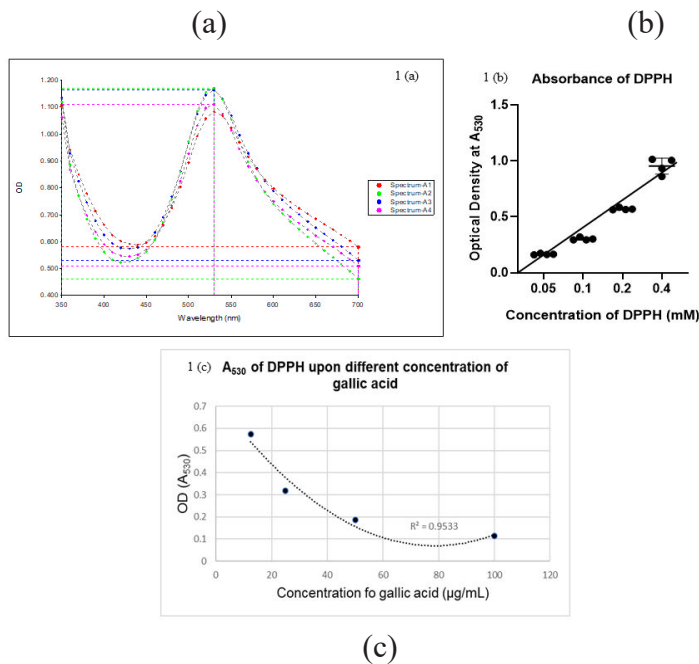 (a)
(b)
1 (a)
1.200
1.100
1.000
0.900
0.800
0.700
0.600
0.500
0.400
OD
350
400
450
500
550
600
650
700
Wavelength (nm)
Spectrum-A1
Spectrum-A2
Spectrum-A3
Spectrum-A4
1 (b) Absorbance of DPPH
Optical Density at A530
1.5
1.0
0.5
0.0
0.05
0.1
0.2
0.4
Concentration of DPPH (mM)
1 (c) A530 of DPPH upon different concentration of
gallic acid
OD (A530)
0.7
0.6
0.5
0.4
0.3
0.2
0.1
0
R² = 0.9533
0
20
40
60
80
100
120
Concentration fo gallic acid (µg/mL)
(c)